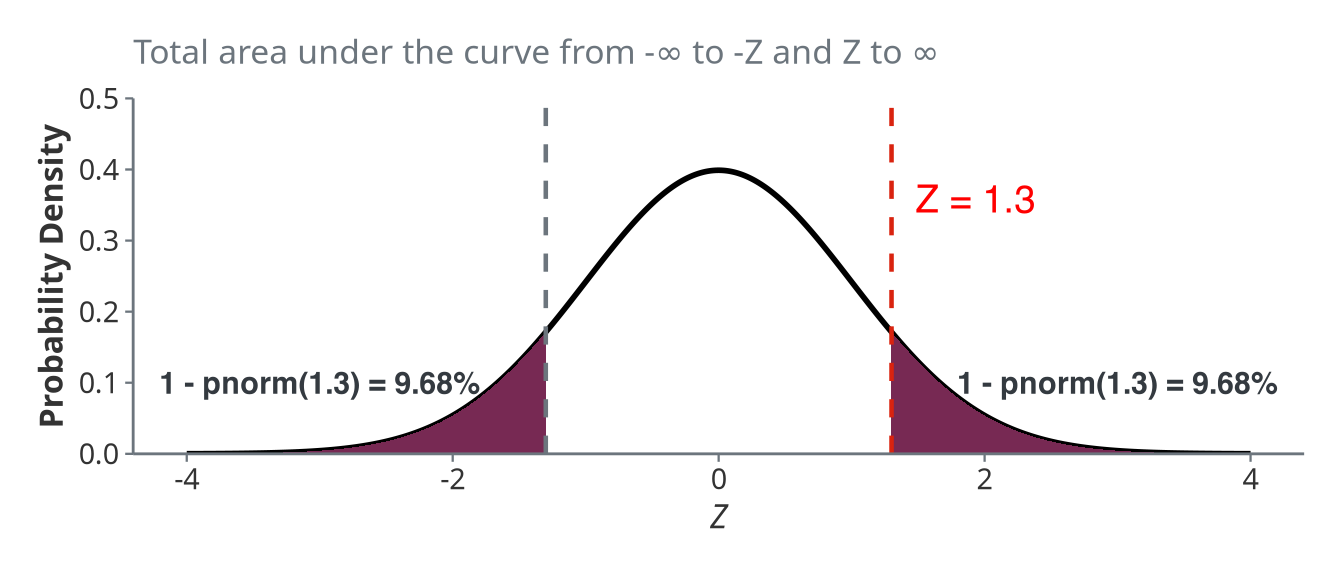 Total area under the curve from -∞ to -Z and Z to ∞
Probability Density
0.5
0.4
0.3
0.2
0.1
0.0
Z = 1.3
1 - pnorm(1.3) = 9.68%
1 - pnorm(1.3) = 9.68%
-4
-2
0
2
4
Z